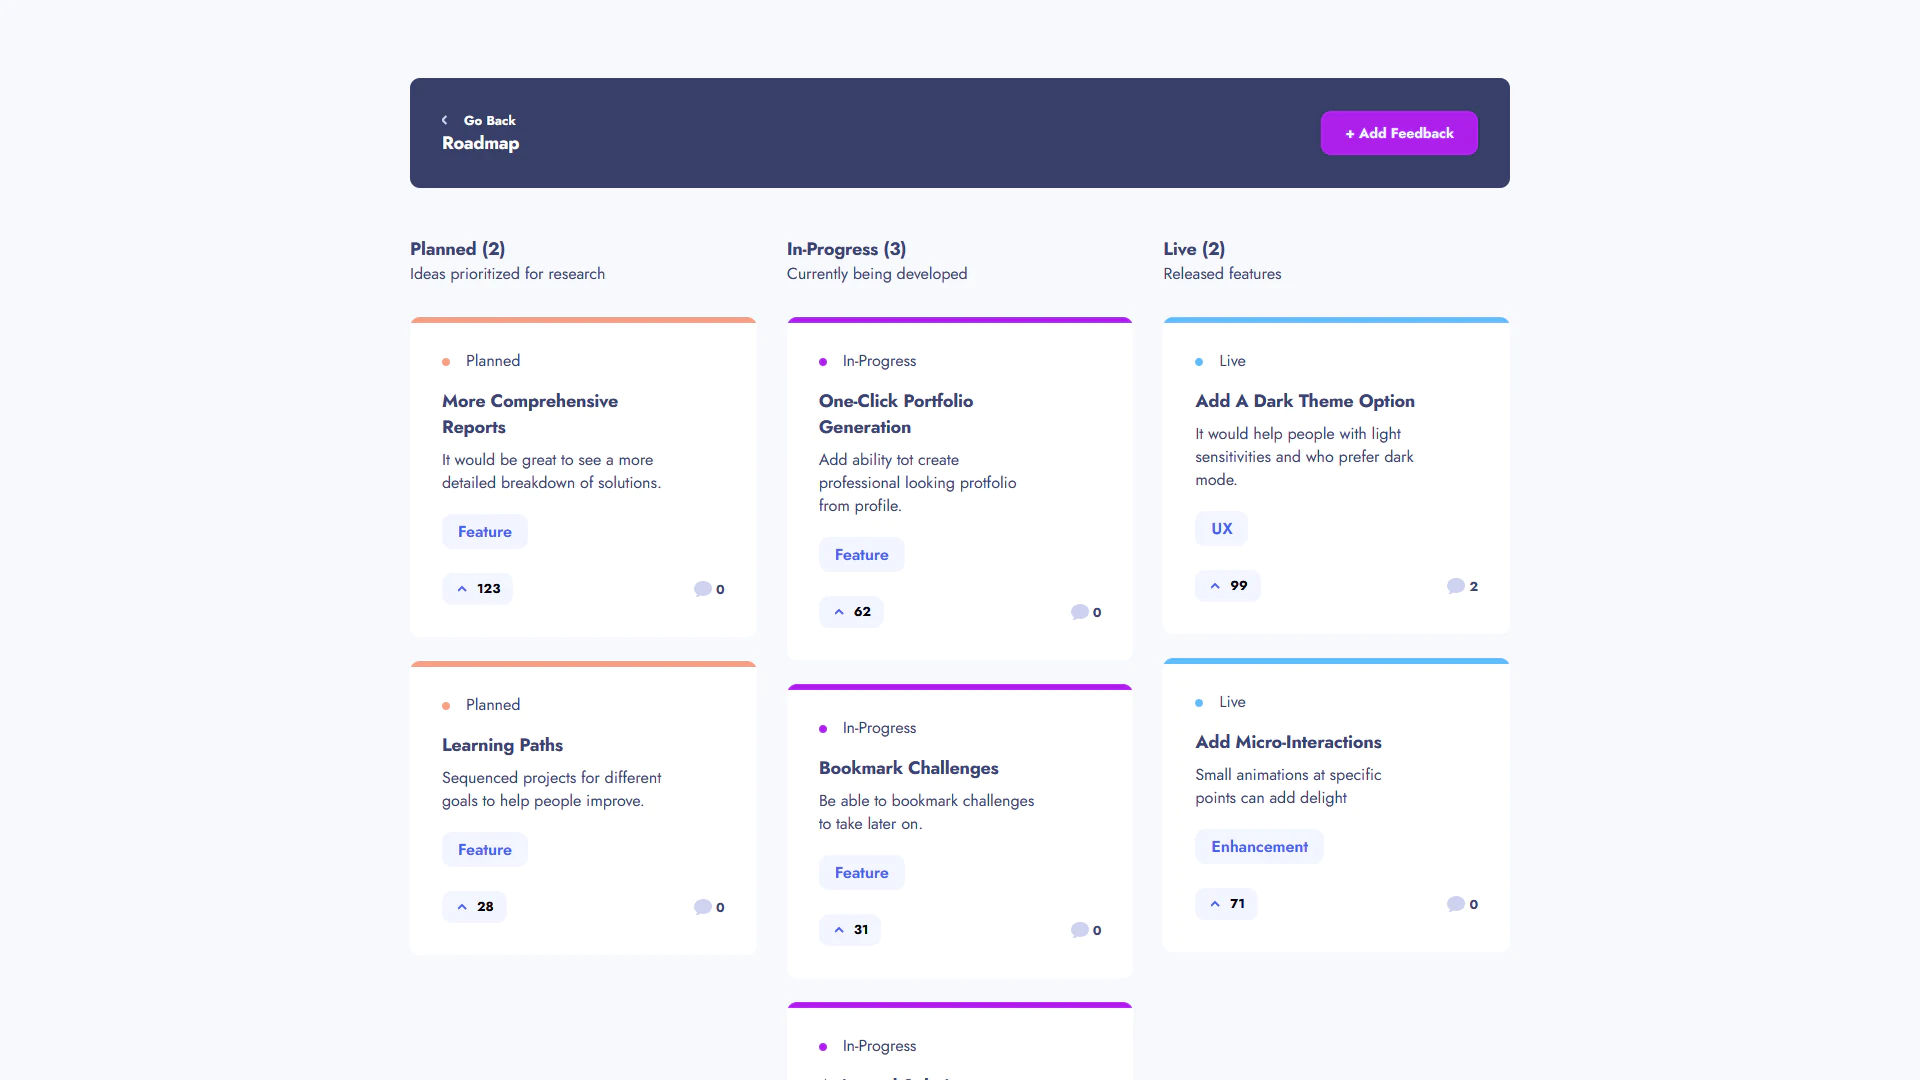 Go Back
Roadmap
+ Add Feedback
Planned (2)
Ideas prioritized for research
Planned
More Comprehensive
Reports
It would be great to see a more
detailed breakdown of solutions.
Feature
123
0
Planned
Learning Paths
Sequenced projects for different
goals to help people improve.
Feature
28
0
In-Progress (3)
Currently being developed
In-Progress
One-Click Portfolio
Generation
Add ability tot create
professional looking protfolio
from profile.
Feature
62
0
In-Progress
Bookmark Challenges
Be able to bookmark challenges
to take later on.
Feature
31
0
In-Progress
Live (2)
Released features
Live
Add A Dark Theme Option
It would help people with light
sensitivities and who prefer dark
mode.
UX
99
2
Live
Add Micro-Interactions
Small animations at specific
points can add delight
Enhancement
71
0